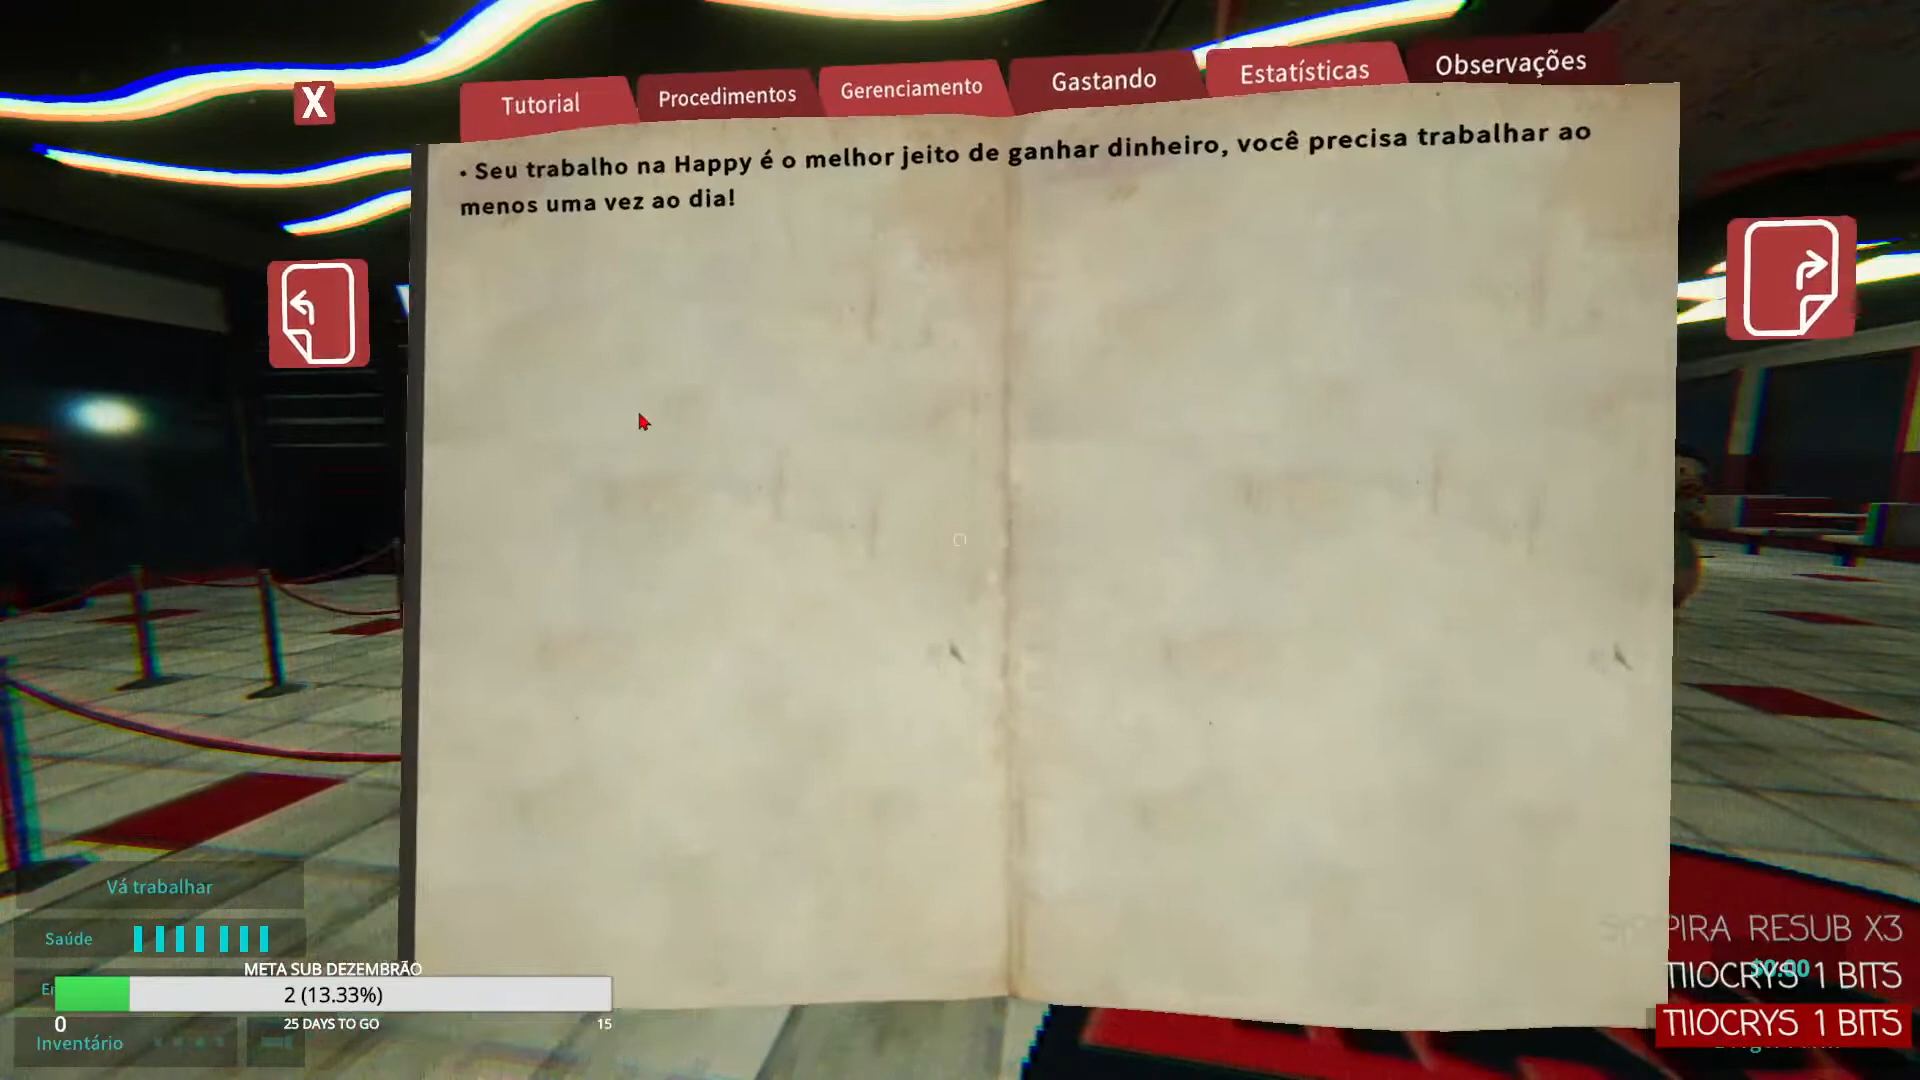 X
Tutorial
Procedimentos
Gerenciamento
Gastando
Estatísticas
Observações
• Seu trabalho na Happy é o melhor jeito de ganhar dinheiro, você precisa trabalhar ao
menos uma vez ao dia!
Vá trabalhar
Saúde
META SUB DEZEMBRÃO
2 (13.33%)
0
25 DAYS TO GO
15
Inventário
RESUB X3
$0.00
TIIOCRYS 1 BITS
TIIOCRYS 1 BITS